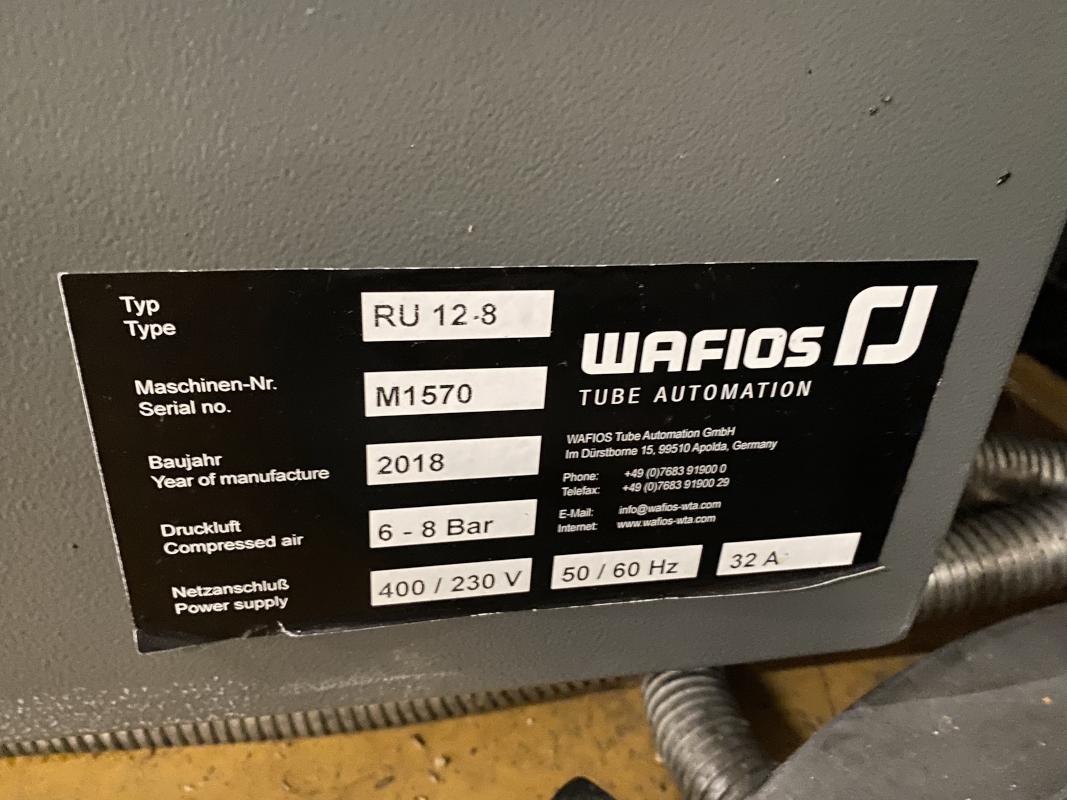 Typ
Type
RU 12-8
Maschinen-Nr.
Serial no.
M1570
Baujahr
Year of manufacture
2018
Druckluft
Compressed air
6 - 8 Bar
Netzanschluß
Power supply
400 / 230 V
50 / 60 Hz
32 A
WAFIOS
TUBE AUTOMATION
WAFIOS Tube Automation GmbH
Im Dürstborne 15, 99510 Apolda, Germany
Phone: +49 (0)7683 91900 0
Telefax: +49 (0)7683 91900 29
E-Mail: info@wafios-wta.com
Internet: www.wafios-wta.com